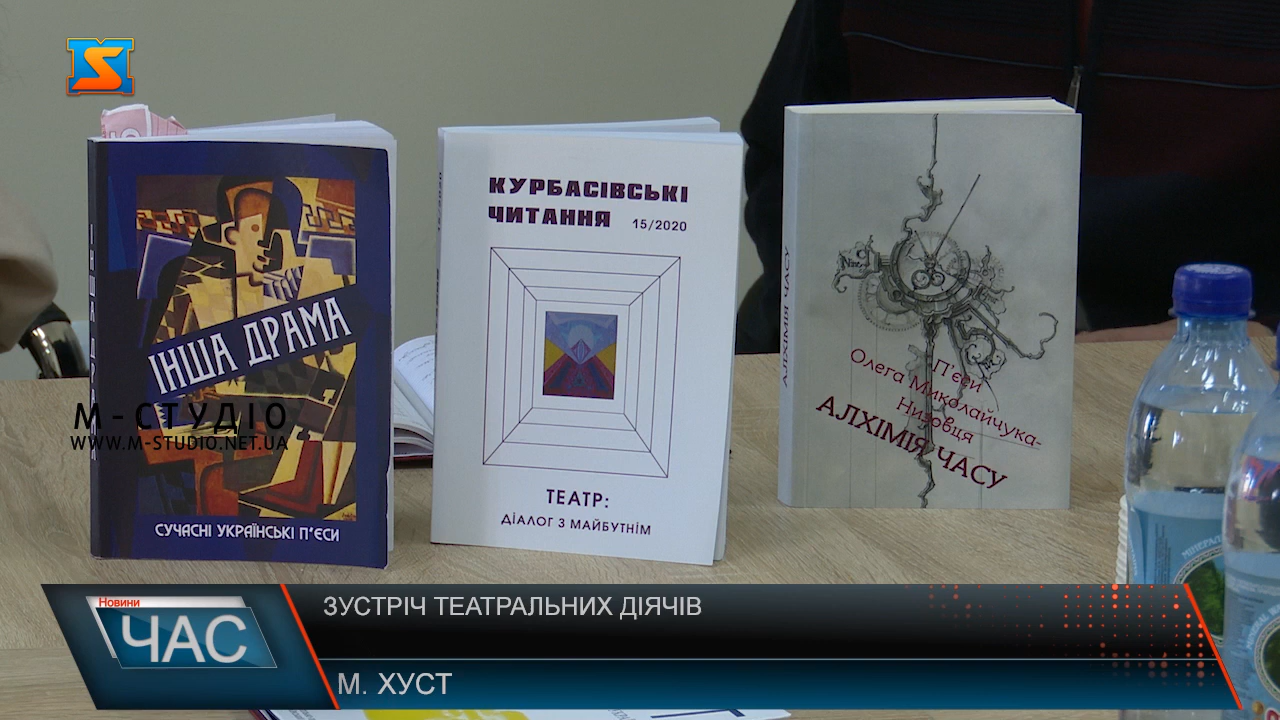 ІНША ДРАМА
СУЧАСНІ УКРАЇНСЬКІ П'ЄСИ
М-СТУДІО
WWW.M-STUDIO.NET.UA
КУРБАСІВСЬКІ
ЧИТАННЯ 15/2020
ТЕАТР:
ДІАЛОГ З МАЙБУТНІМ
АЛХІМІЯ ЧАСУ
П'єси
Олега Миколайчука-
Низовця
АЛХІМІЯ ЧАСУ
Новини
ЧАС
ЗУСТРІЧ ТЕАТРАЛЬНИХ ДІЯЧІВ
М. ХУСТ